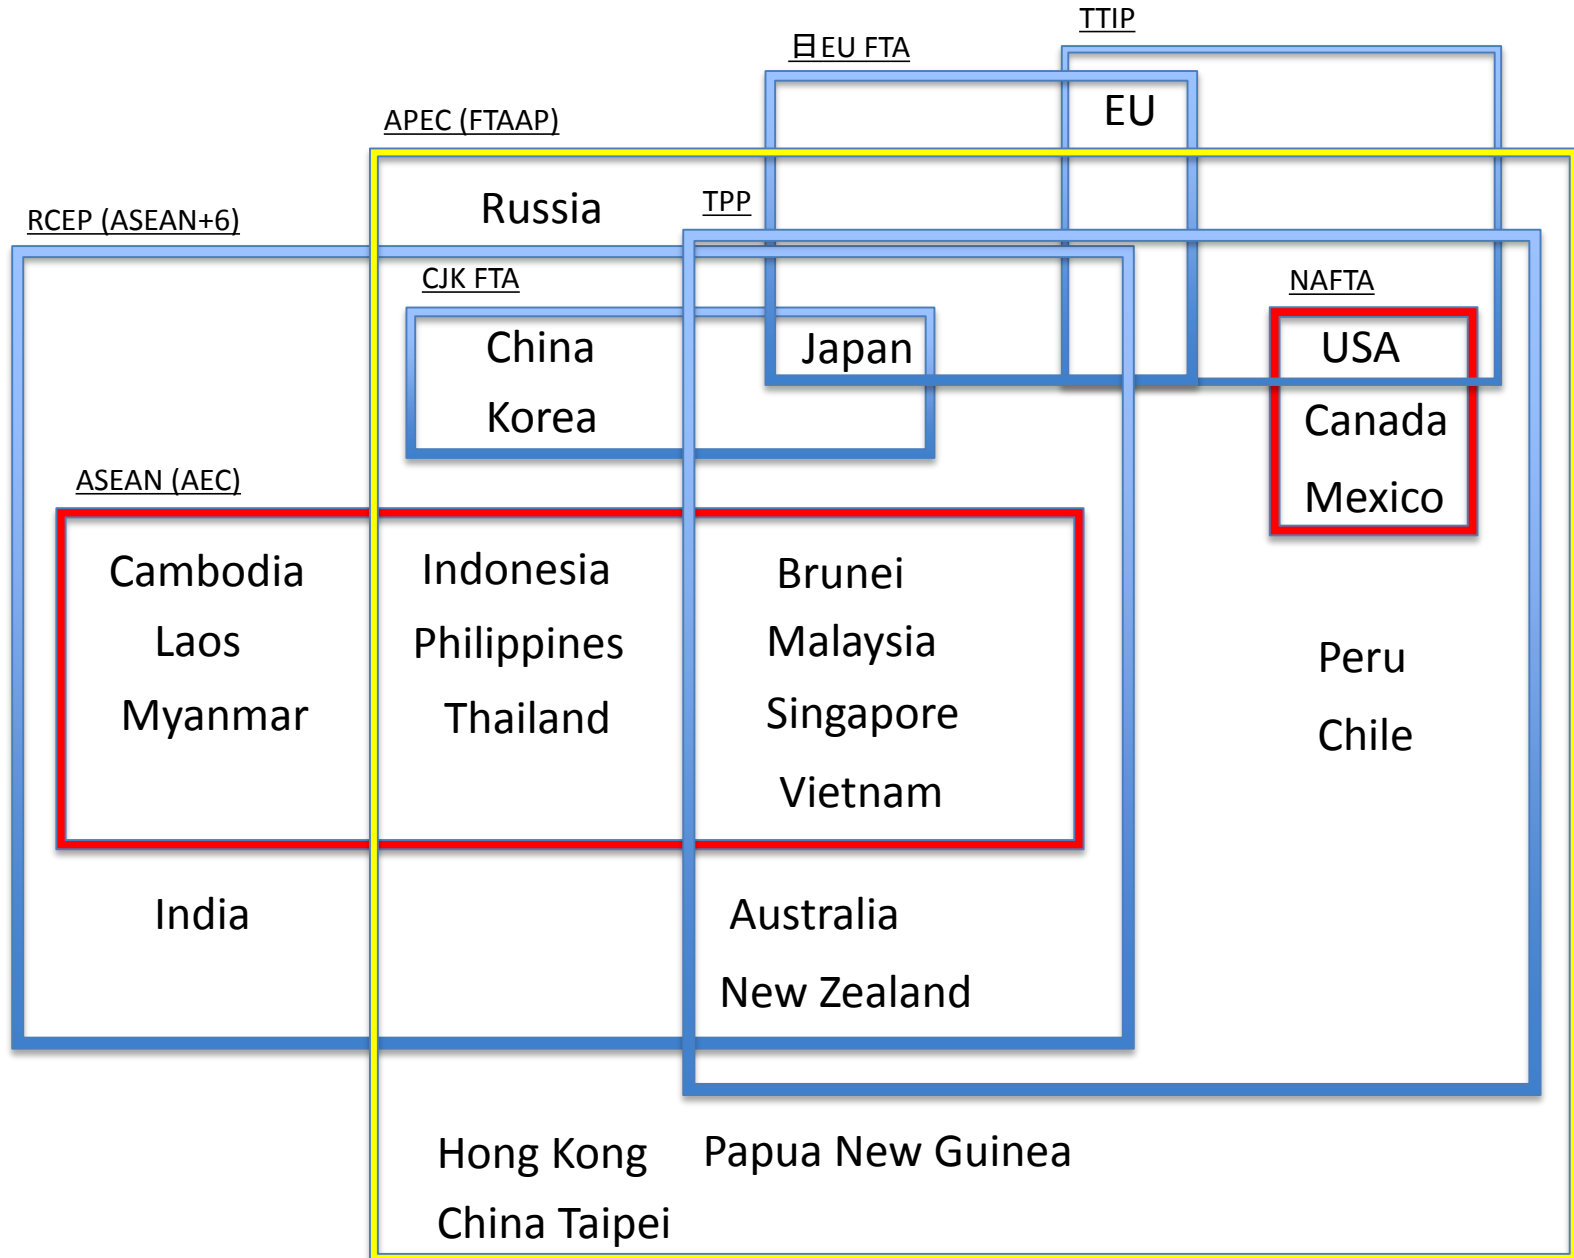 TTIP
日EU FTA
EU
APEC (FTAAP)
Russia
TPP
RCEP (ASEAN+6)
CJK FTA
NAFTA
China
Japan
USA
Korea
Canada
ASEAN (AEC)
Mexico
Cambodia
Indonesia
Brunei
Laos
Philippines
Malaysia
Peru
Myanmar
Thailand
Singapore
Chile
Vietnam
India
Australia
New Zealand
Hong Kong
Papua New Guinea
China Taipei